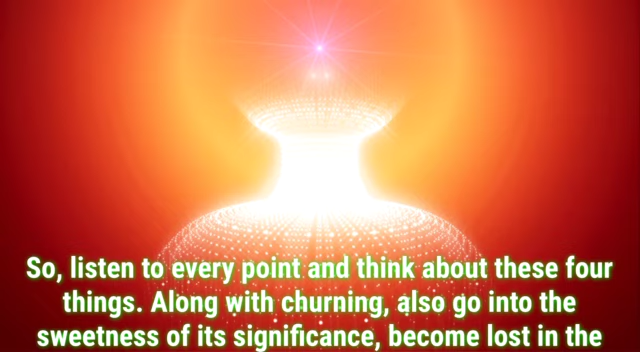 So, listen to every point and think about these four
things. Along with churning, also go into the
sweetness of its significance, become lost in the